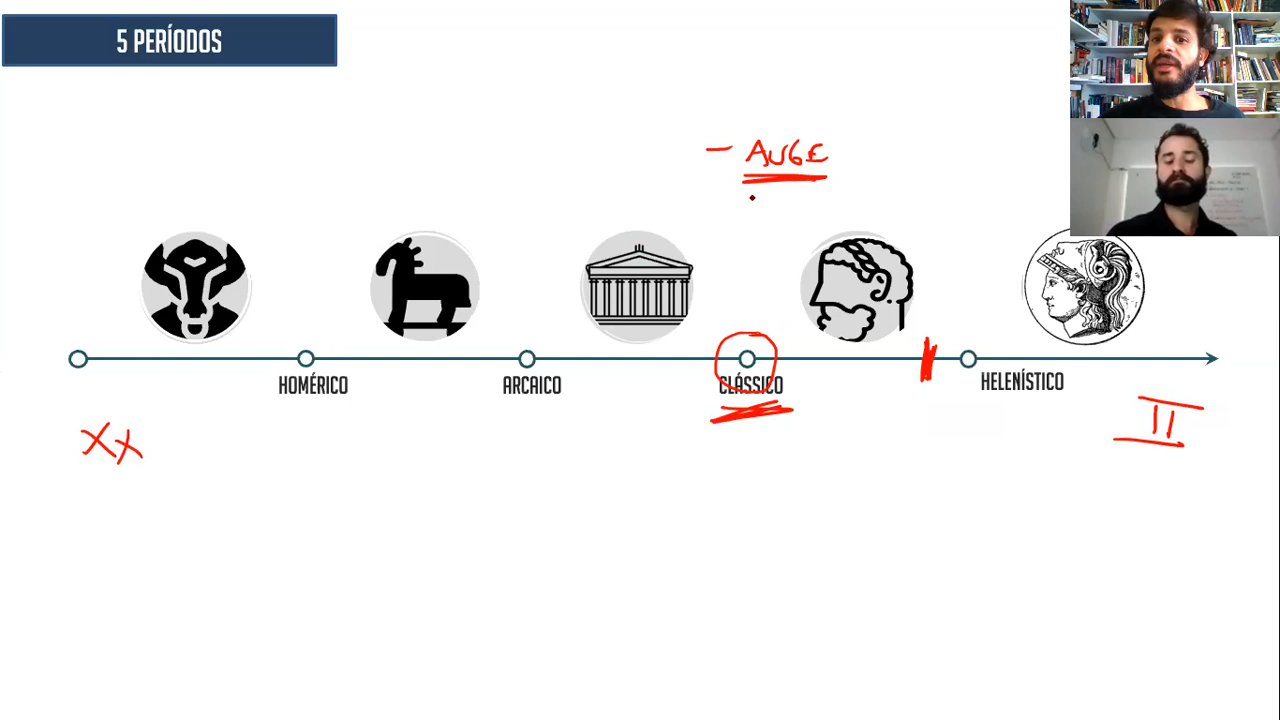 5 PERÍODOS
- AUGE
HOMÉRICO
ARCAICO
CLÁSSICO
HELENÍSTICO
XX
II